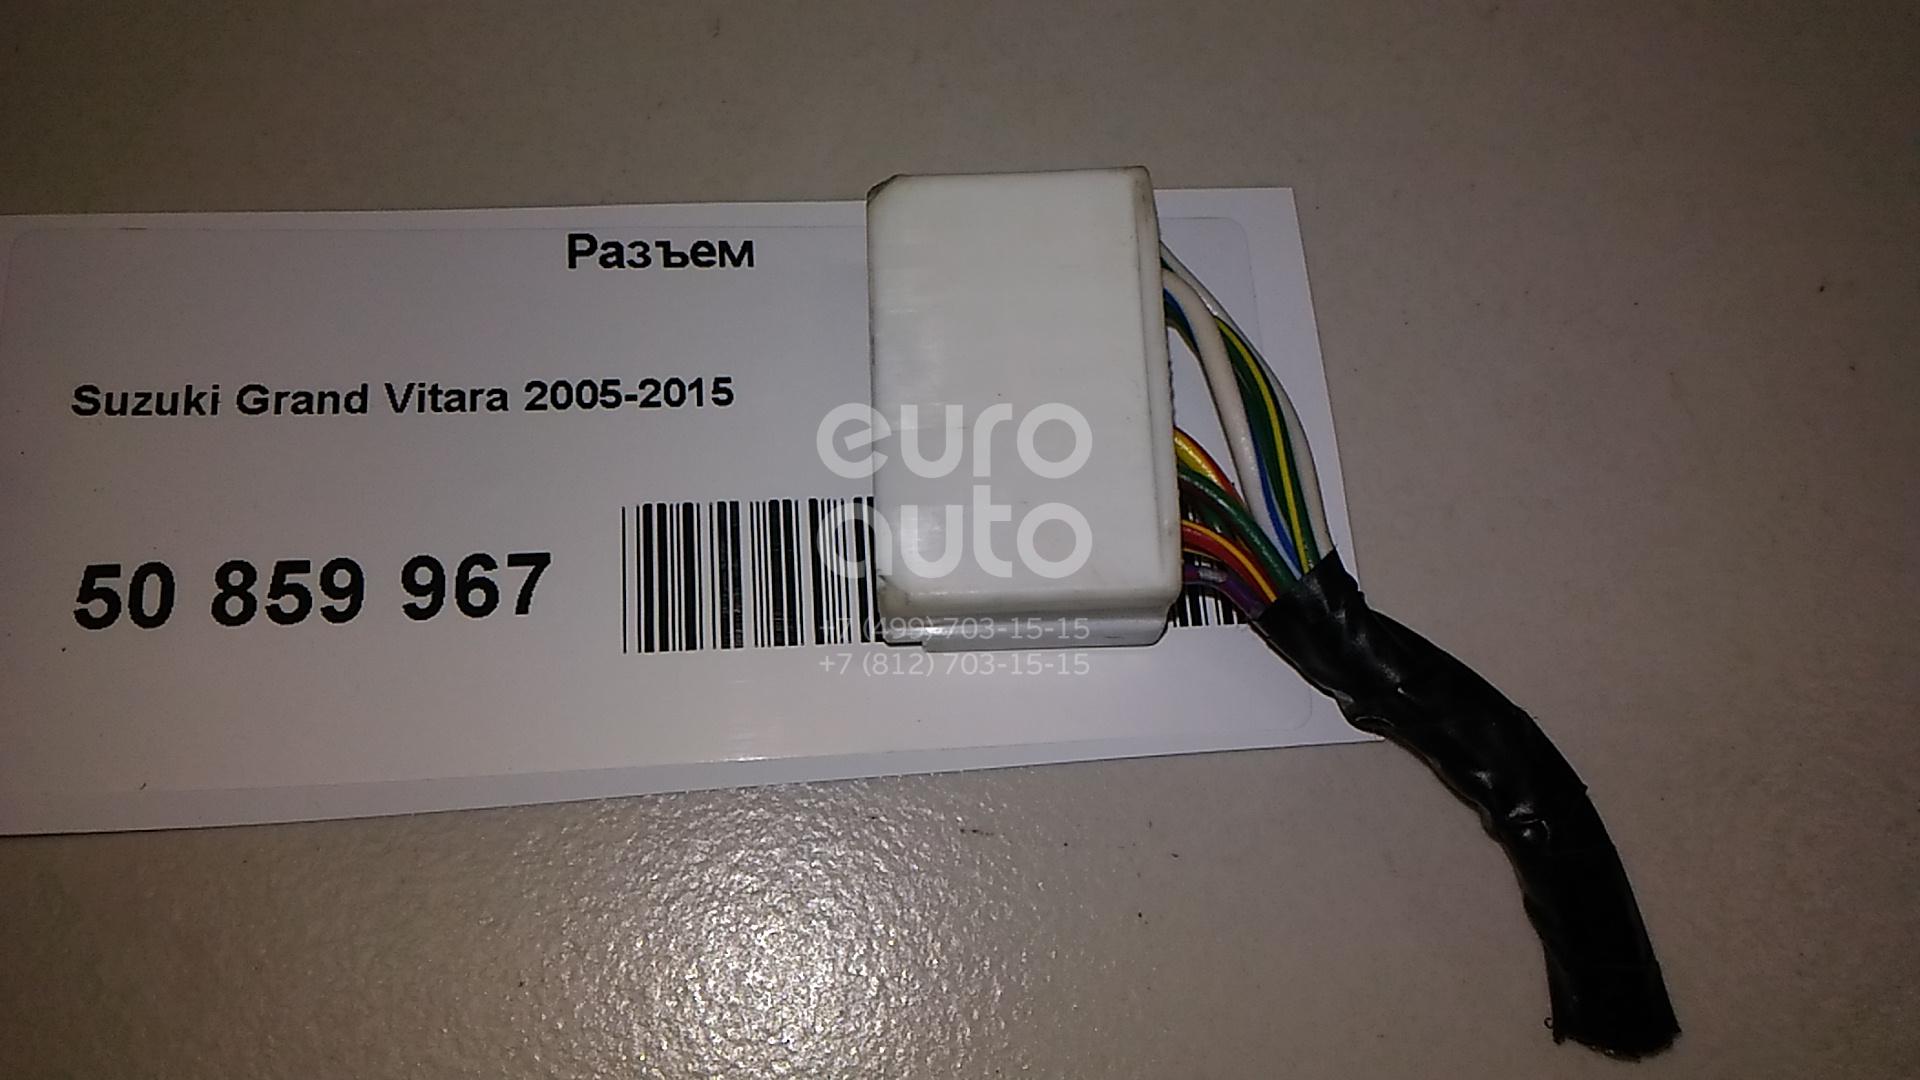 Разъем
Suzuki Grand Vitara 2005-2015
50 859 967
euro
auto
+7 (499) 703-15-15
+7 (812) 703-15-15